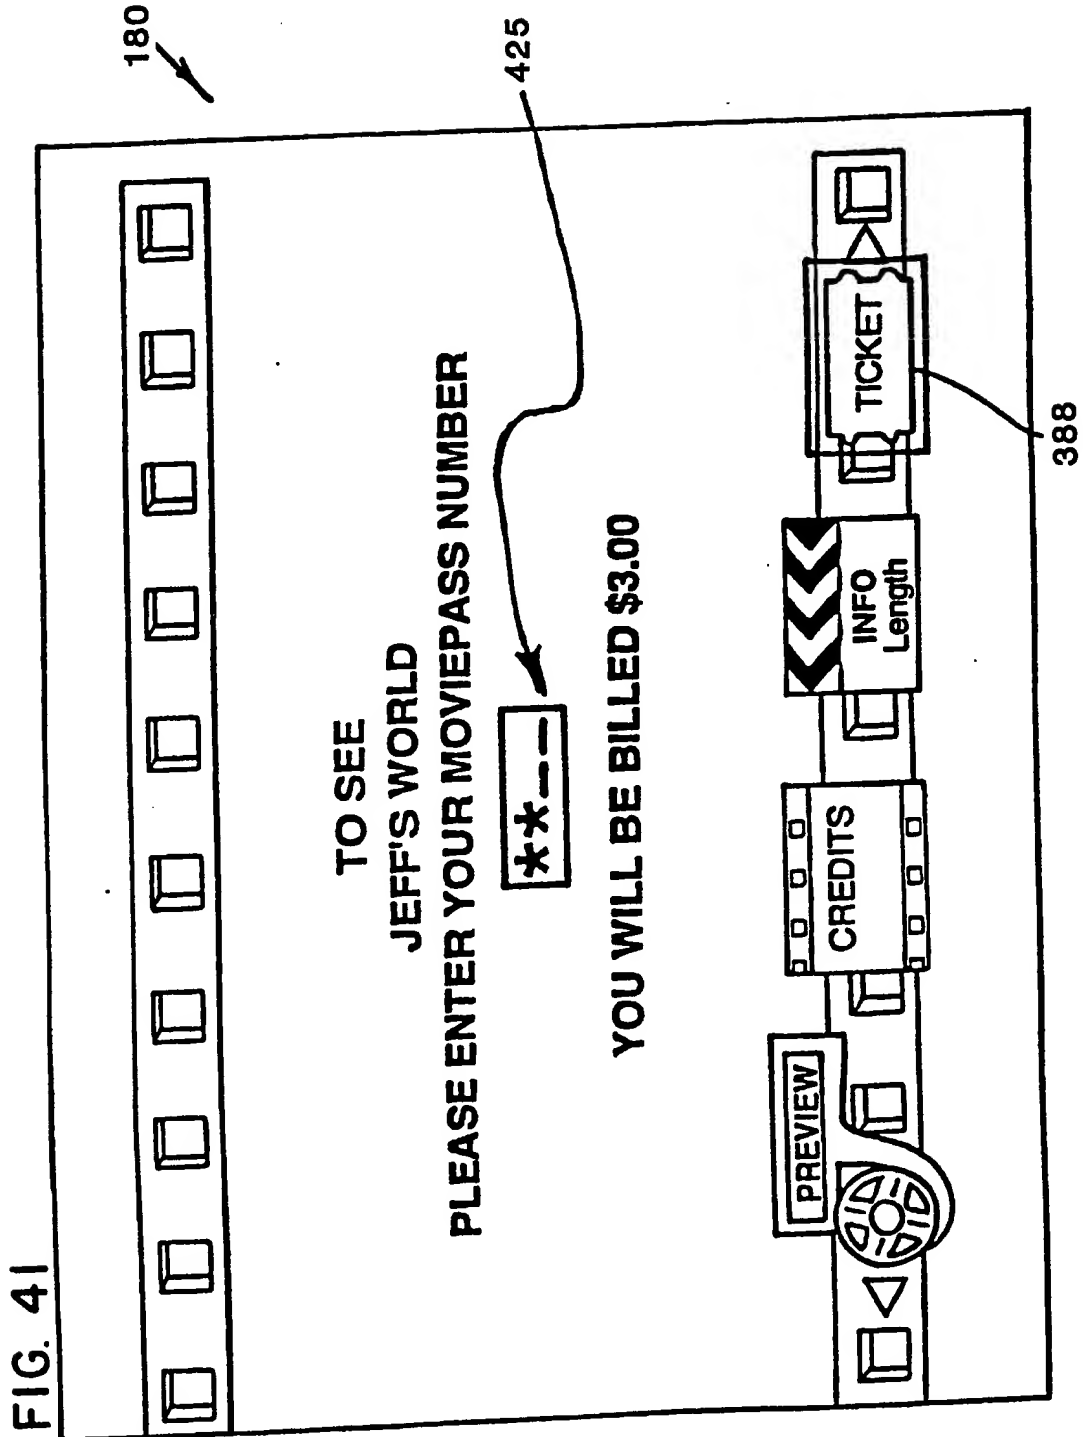 FIG. 41
180
425
TO SEE
JEFF'S WORLD
PLEASE ENTER YOUR MOVIEPASS NUMBER
**--
YOU WILL BE BILLED $3.00
PREVIEW
CREDITS
INFO
Length
TICKET
388